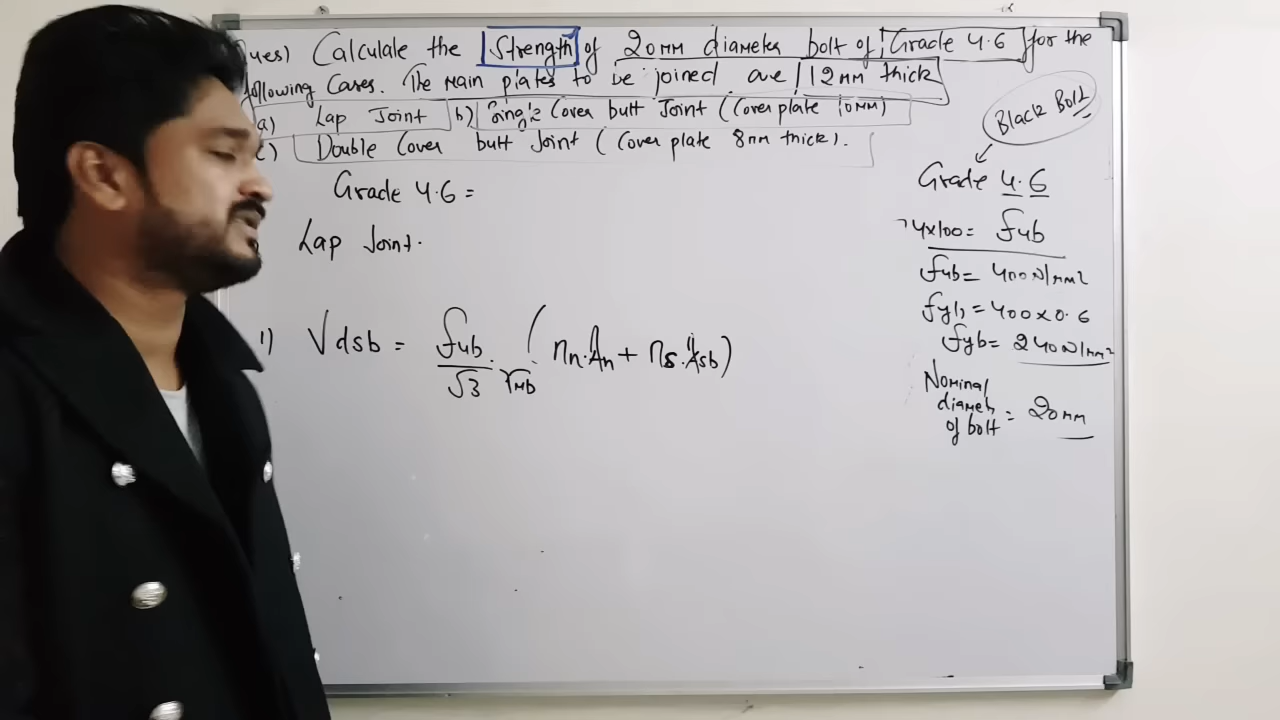 Ques) Calculate the Strength of 20mm diameter bolt of Grade 4.6 for the
following Cases. The main plates to be joined are 12mm thick
a) Lap Joint b) Single Cover butt Joint (Cover plate 10mm)
c) Double Cover butt Joint (Cover plate 8mm thick).
Black Bolt
Grade 4.6 =
Grade 4.6
Lap Joint.
4x100 = fub
fub = 400 N/mm2
fyb = 400 x 0.6
fyb = 240 N/mm2
1) Vdsb = fub/√3 . γmb ( nn.An + ns.Asb)
Nominal
diameter
of bolt = 20mm